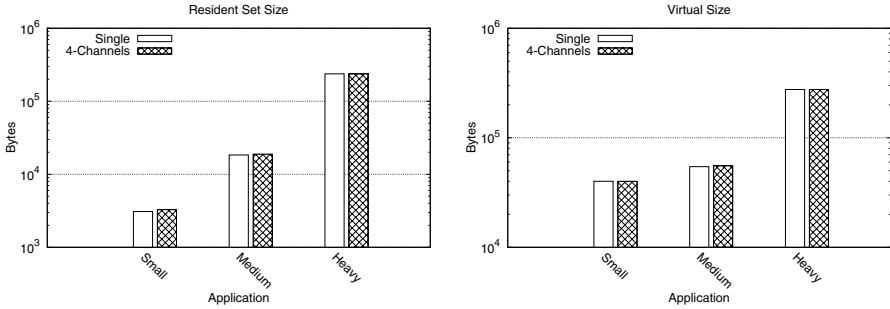 Resident Set Size
Bytes
10^6
10^5
10^4
10^3
Single
4-Channels
Small
Medium
Heavy
Application
Virtual Size
Bytes
10^6
10^5
10^4
Single
4-Channels
Small
Medium
Heavy
Application